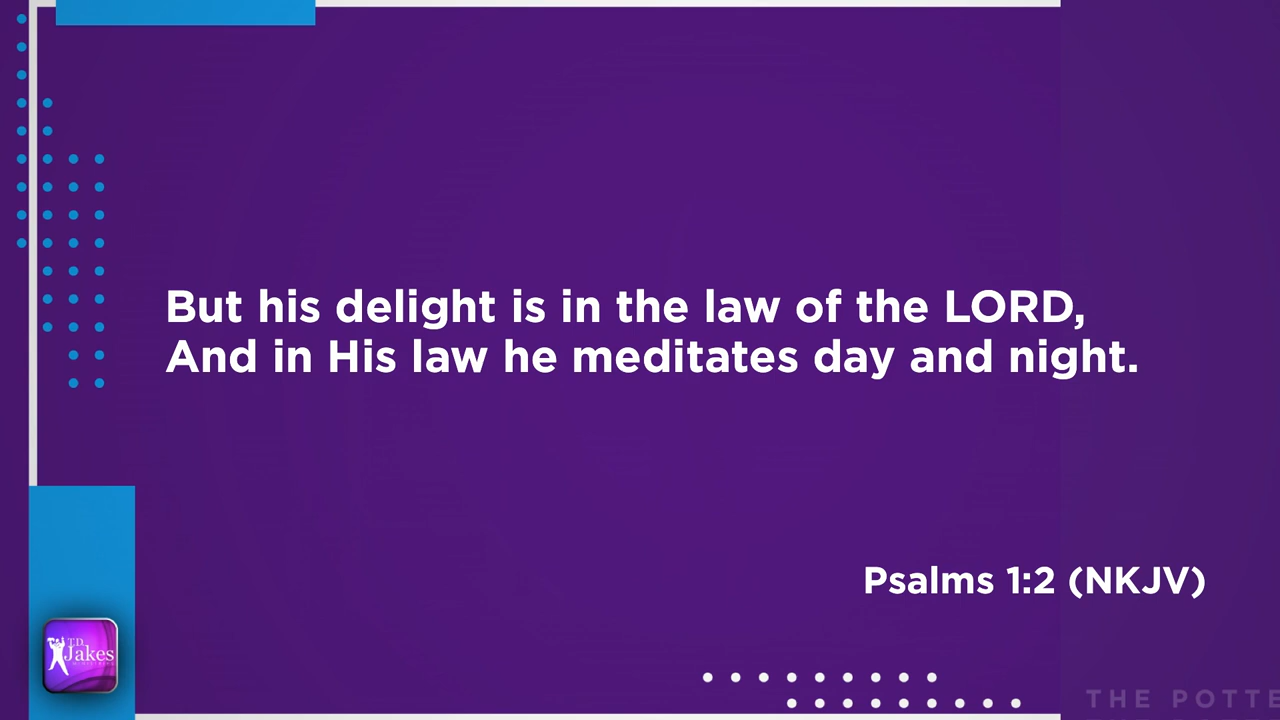 But his delight is in the law of the LORD,
And in His law he meditates day and night.
Psalms 1:2 (NKJV)
T.D.
Jakes
MINISTRIES
THE POTTE